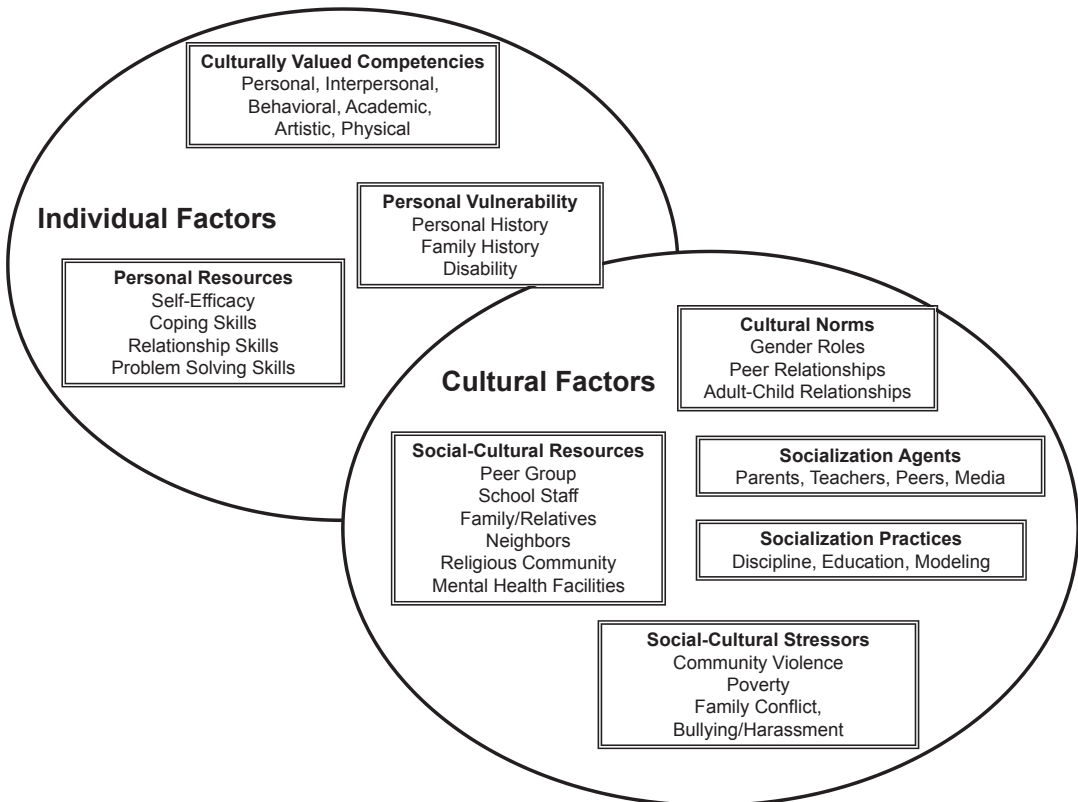 Culturally Valued Competencies
Personal, Interpersonal,
Behavioral, Academic,
Artistic, Physical
Individual Factors
Personal Vulnerability
Personal History
Family History
Disability
Personal Resources
Self-Efficacy
Coping Skills
Relationship Skills
Problem Solving Skills
Cultural Factors
Cultural Norms
Gender Roles
Peer Relationships
Adult-Child Relationships
Social-Cultural Resources
Peer Group
School Staff
Family/Relatives
Neighbors
Religious Community
Mental Health Facilities
Socialization Agents
Parents, Teachers, Peers, Media
Socialization Practices
Discipline, Education, Modeling
Social-Cultural Stressors
Community Violence
Poverty
Family Conflict,
Bullying/Harassment